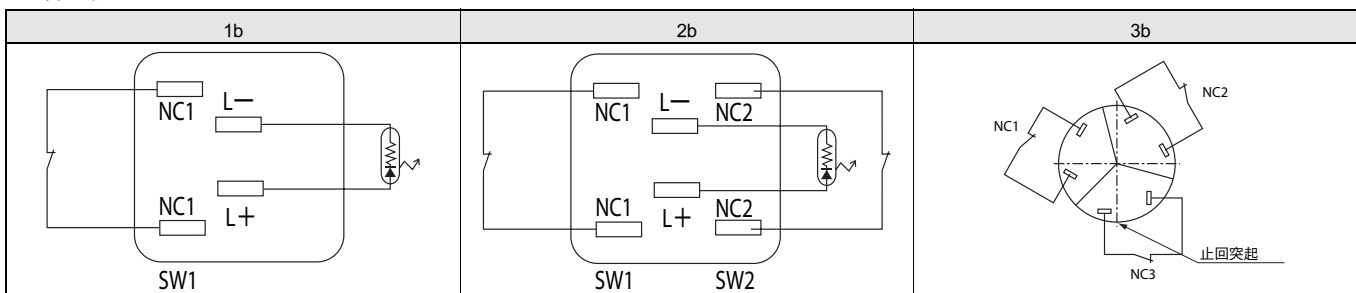 1b
2b
3b
NC1
L−
NC1
L+
SW1
NC1
L−
NC2
NC1
L+
NC2
SW1
SW2
NC1
NC2
NC3
止回突起